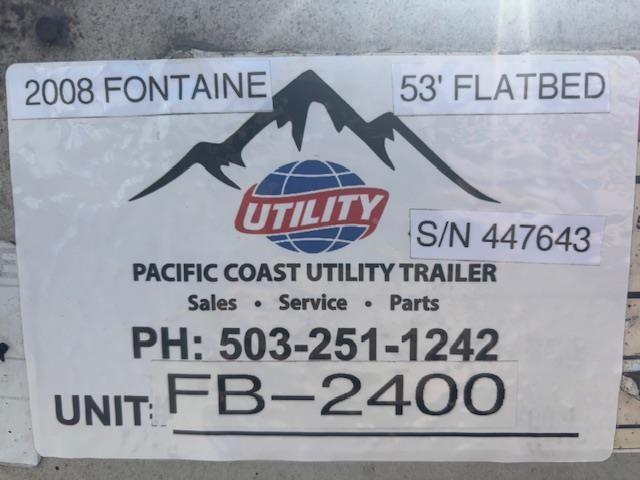 2008 FONTAINE
53' FLATBED
UTILITY
S/N 447643
PACIFIC COAST UTILITY TRAILER
Sales • Service • Parts
PH: 503-251-1242
UNIT: FB-2400